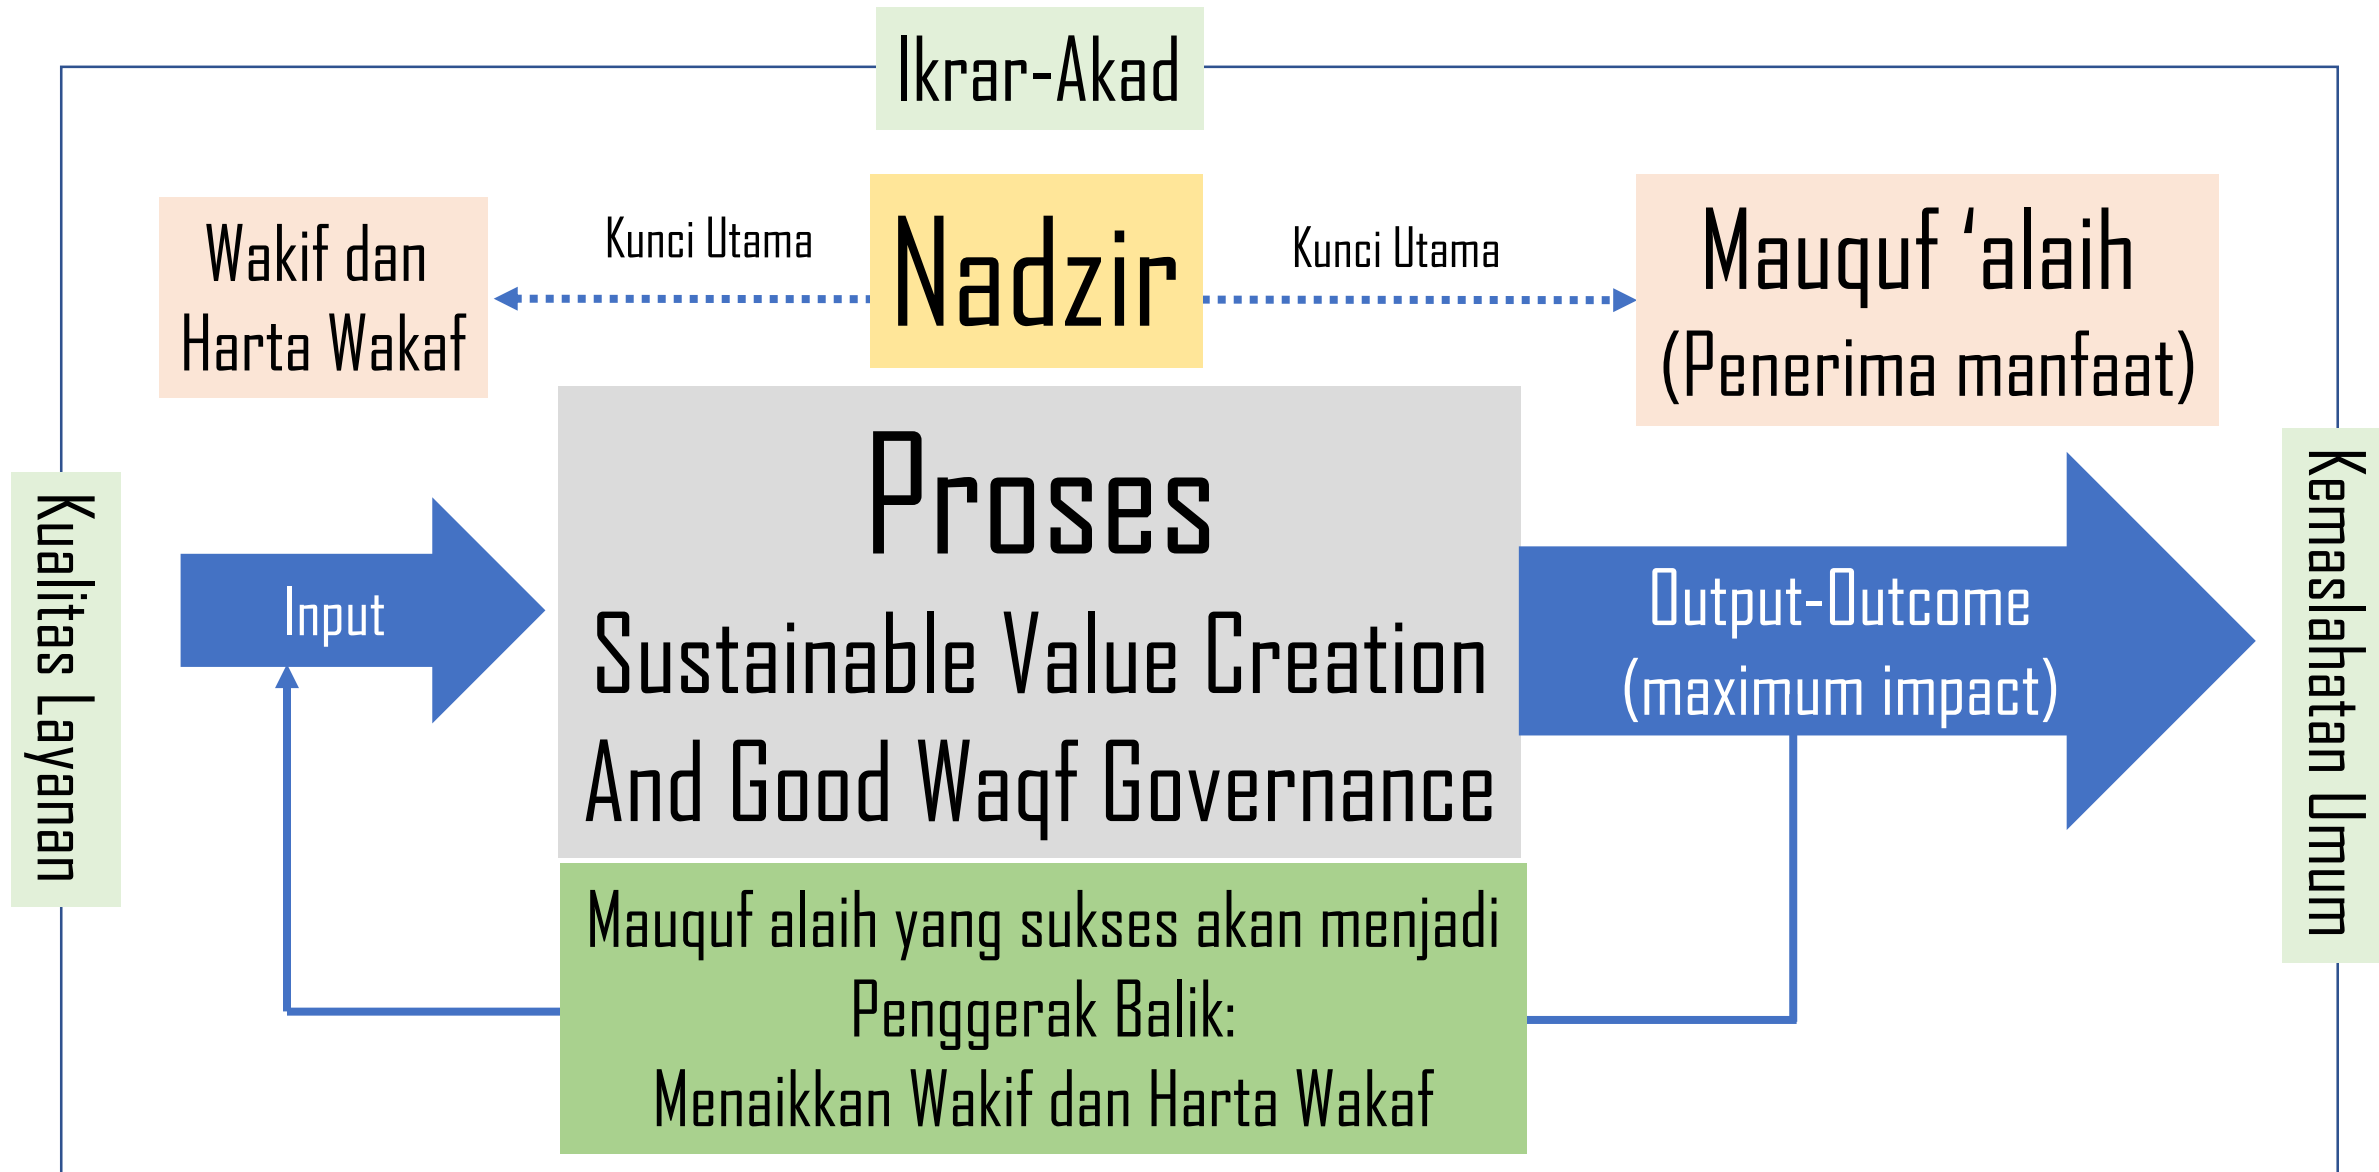 Ikrar-Akad
Wakif dan
Harta Wakaf
Kunci Utama
Nadzir
Kunci Utama
Mauquf ‘alaih
(Penerima manfaat)
Kualitas Layanan
Input
Proses
Sustainable Value Creation
And Good Waqf Governance
Output-Outcome
(maximum impact)
Kemaslahatan Umum
Mauquf alaih yang sukses akan menjadi
Penggerak Balik:
Menaikkan Wakif dan Harta Wakaf